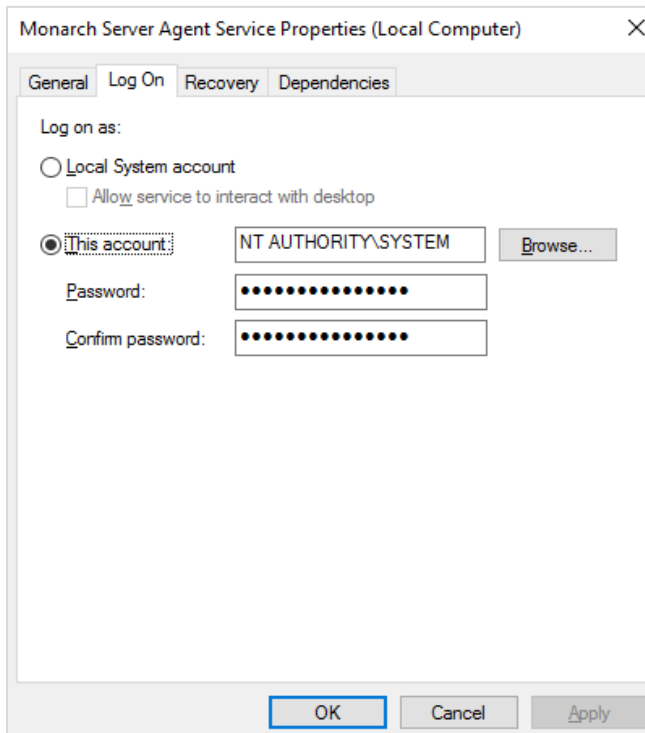 Monarch Server Agent Service Properties (Local Computer)
General Log On Recovery Dependencies
Log on as:
Local System account
Allow service to interact with desktop
This account: NT AUTHORITY\SYSTEM Browse...
Password: •••••••••••••••
Confirm password: •••••••••••••••
OK Cancel Apply